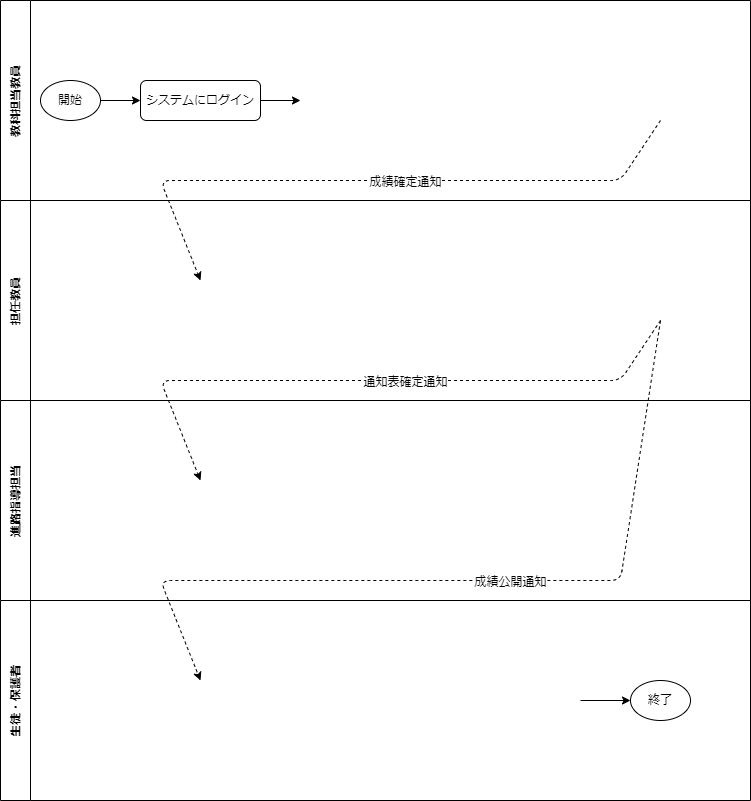 教科担当教員
開始
システムにログイン
成績確定通知
担任教員
通知表確定通知
進路指導担当
成績公開通知
生徒・保護者
終了